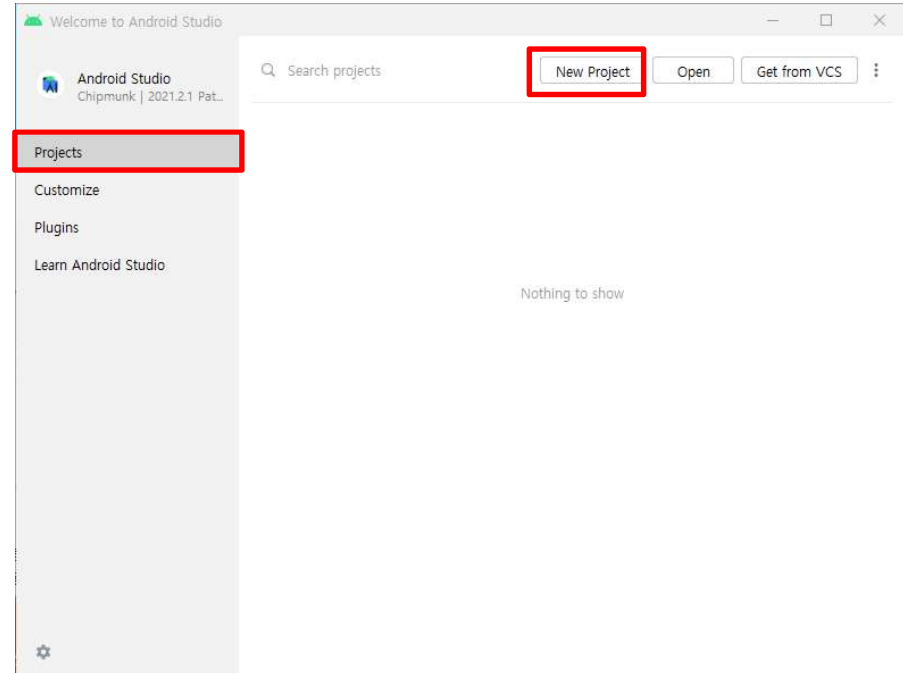 Welcome to Android Studio
Android Studio
Chipmunk | 2021.2.1 Pat...
Projects
Customize
Plugins
Learn Android Studio
Search projects
New Project
Open
Get from VCS
Nothing to show